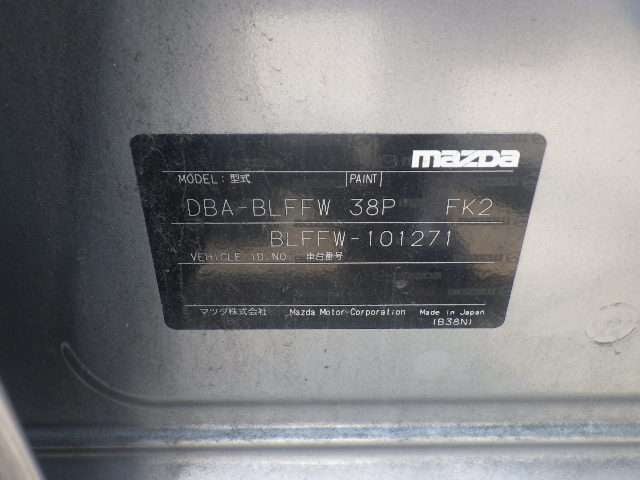 mazda
MODEL:型式 PAINT
DBA-BLFFW 38P FK2
BLFFW-101271
VEHICLE ID.NO 車台番号
マツダ株式会社 Mazda Motor Corporation Made in Japan
(B38N)